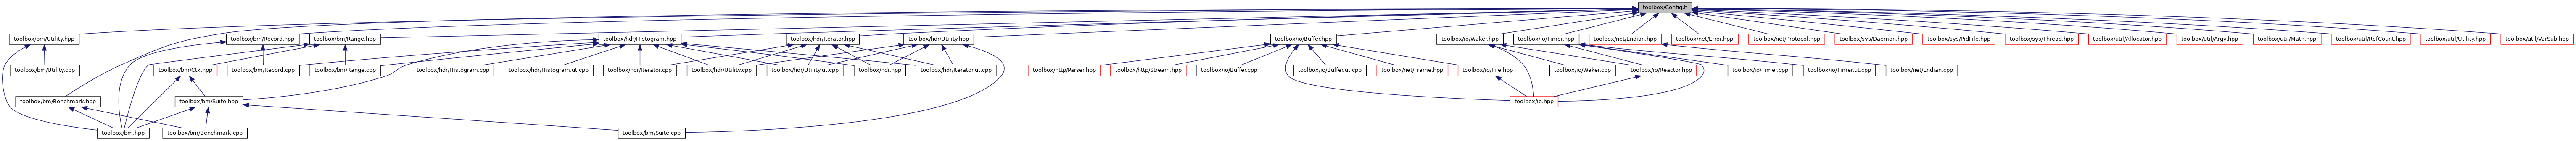 toolbox/Config.h
toolbox/bm/Utility.hpp
toolbox/bm/Record.hpp
toolbox/bm/Range.hpp
toolbox/hdr/Histogram.hpp
toolbox/hdr/Iterator.hpp
toolbox/hdr/Utility.hpp
toolbox/io/Buffer.hpp
toolbox/io/Waker.hpp
toolbox/io/Timer.hpp
toolbox/net/Endian.hpp
toolbox/net/Error.hpp
toolbox/net/Protocol.hpp
toolbox/sys/Daemon.hpp
toolbox/sys/PidFile.hpp
toolbox/sys/Thread.hpp
toolbox/util/Allocator.hpp
toolbox/util/Argv.hpp
toolbox/util/Math.hpp
toolbox/util/RefCount.hpp
toolbox/util/Utility.hpp
toolbox/util/VarSub.hpp
toolbox/bm/Utility.cpp
toolbox/bm/Ctx.hpp
toolbox/bm/Record.cpp
toolbox/bm/Range.cpp
toolbox/hdr/Histogram.cpp
toolbox/hdr/Histogram.ut.cpp
toolbox/hdr/Iterator.cpp
toolbox/hdr/Utility.cpp
toolbox/hdr/Utility.ut.cpp
toolbox/hdr.hpp
toolbox/hdr/Iterator.ut.cpp
toolbox/http/Parser.hpp
toolbox/http/Stream.hpp
toolbox/io/Buffer.cpp
toolbox/io/Buffer.ut.cpp
toolbox/net/Frame.hpp
toolbox/io/File.hpp
toolbox/io/Waker.cpp
toolbox/io/Reactor.hpp
toolbox/io/Timer.cpp
toolbox/io/Timer.ut.cpp
toolbox/net/Endian.cpp
toolbox/bm/Benchmark.hpp
toolbox/bm/Suite.hpp
toolbox/io.hpp
toolbox/bm.hpp
toolbox/bm/Benchmark.cpp
toolbox/bm/Suite.cpp